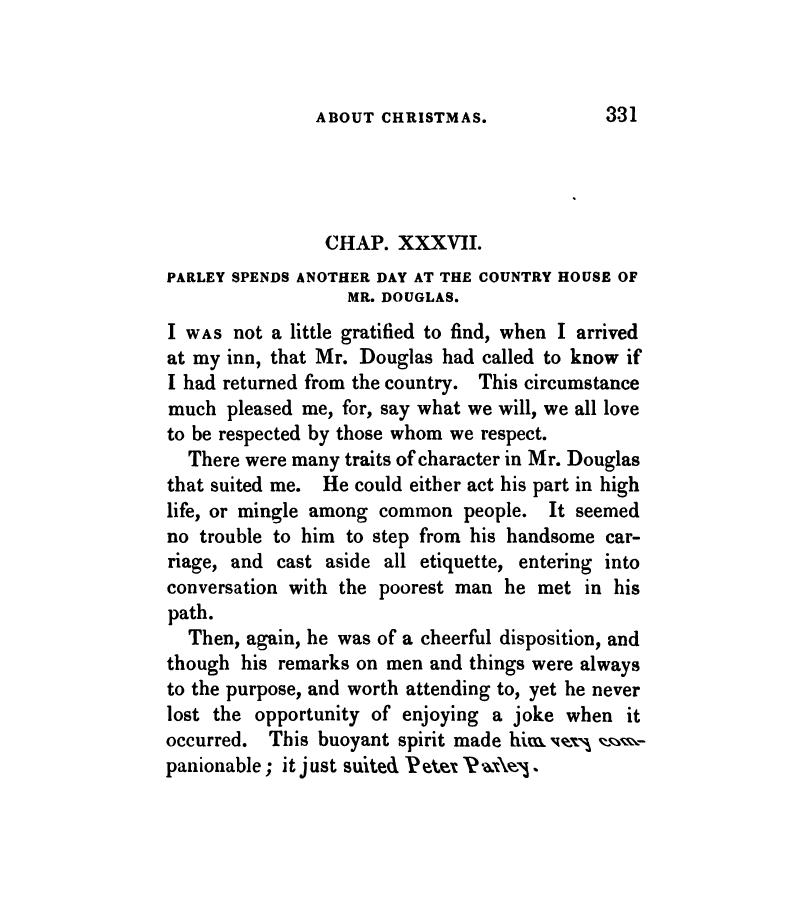 ABOUT CHRISTMAS. 331
CHAP. XXXVII.
PARLEY SPENDS ANOTHER DAY AT THE COUNTRY HOUSE OF
MR. DOUGLAS.
I WAS not a little gratified to find, when I arrived
at my inn, that Mr. Douglas had called to know if
I had returned from the country. This circumstance
much pleased me, for, say what we will, we all love
to be respected by those whom we respect.
There were many traits of character in Mr. Douglas
that suited me. He could either act his part in high
life, or mingle among common people. It seemed
no trouble to him to step from his handsome car-
riage, and cast aside all etiquette, entering into
conversation with the poorest man he met in his
path.
Then, again, he was of a cheerful disposition, and
though his remarks on men and things were always
to the purpose, and worth attending to, yet he never
lost the opportunity of enjoying a joke when it
occurred. This buoyant spirit made him very com-
panionable; it just suited Peter Parley.